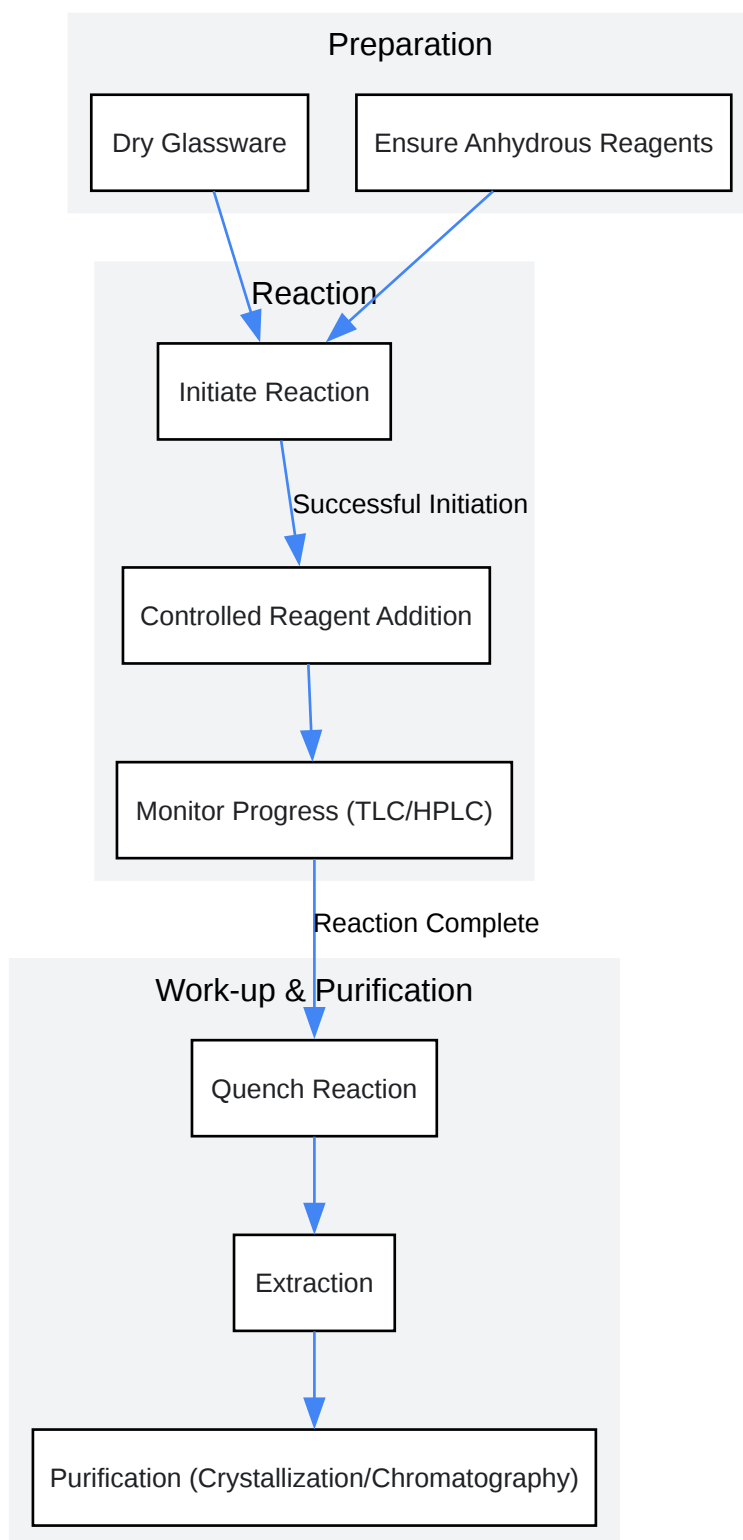 Preparation
Dry Glassware
Ensure Anhydrous Reagents
Reaction
Initiate Reaction
Successful Initiation
Controlled Reagent Addition
Monitor Progress (TLC/HPLC)
Reaction Complete
Work-up & Purification
Quench Reaction
Extraction
Purification (Crystallization/Chromatography)